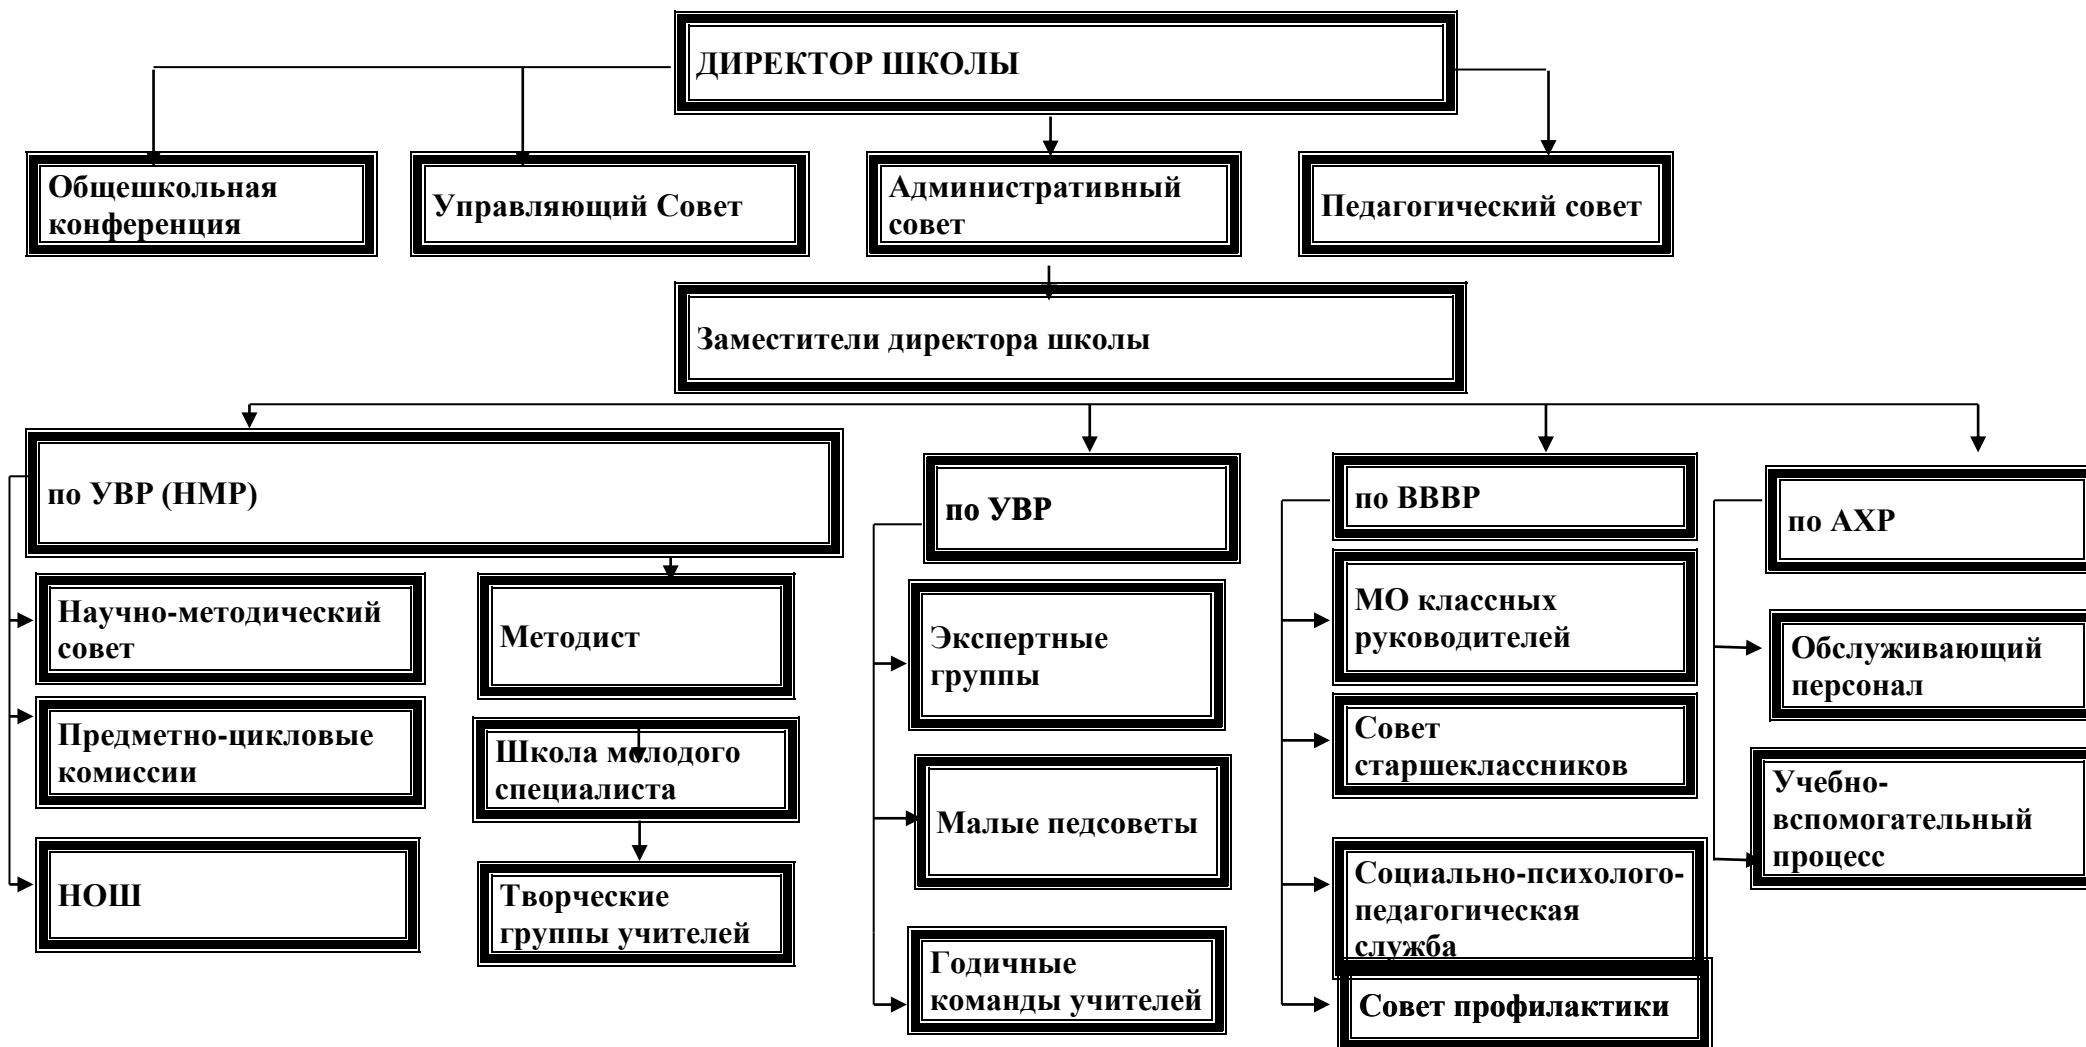 ДИРЕКТОР ШКОЛЫ
Общешкольная
конференция
Управляющий Совет
Административный
совет
Педагогический совет
Заместители директора школы
по УВР (НМР)
по УВР
по ВВВР
по АХР
Научно-методический
совет
Предметно-цикловые
комиссии
НОШ
Методист
Школа молодого
специалиста
Творческие
группы учителей
Экспертные
группы
Малые педсоветы
Годичные
команды учителей
МО классных
руководителей
Совет
старшеклассников
Социально-психолого-
педагогическая
служба
Совет профилактики
Обслуживающий
персонал
Учебно-
вспомогательный
процесс